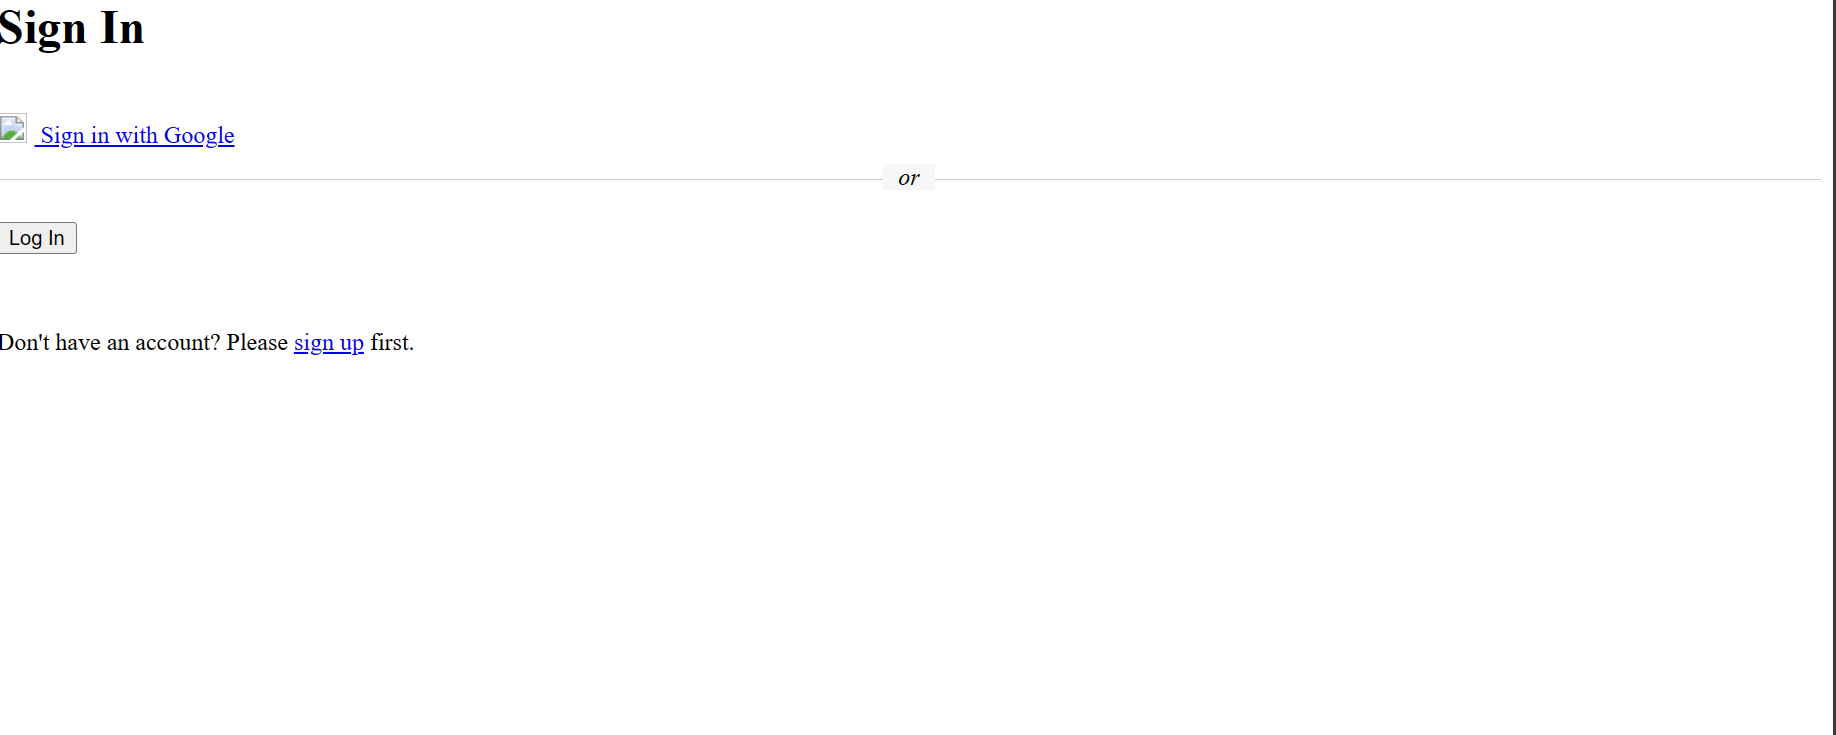 Sign In
Sign in with Google
or
Log In
Don't have an account? Please sign up first.